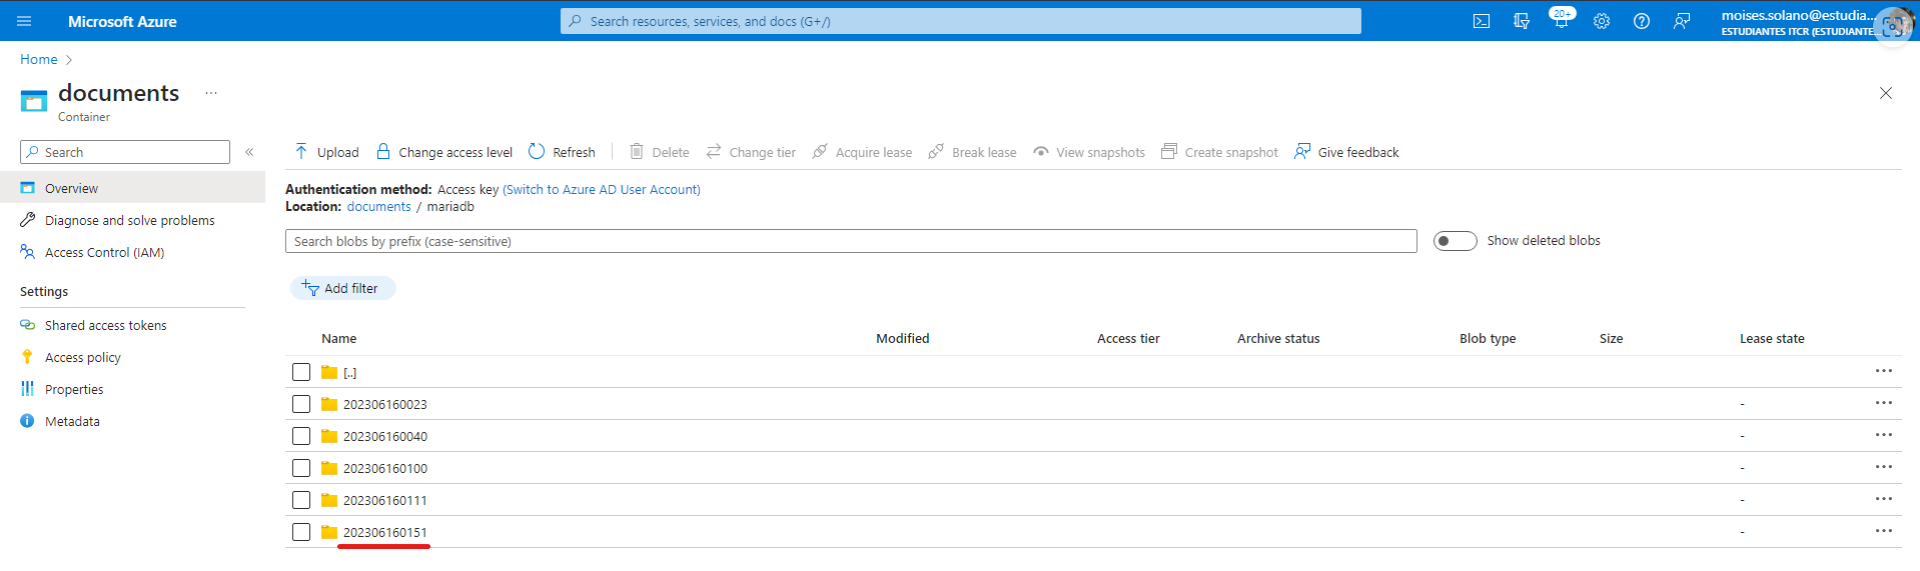 Microsoft Azure
Search resources, services, and docs (G+/)
20+
moises.solano@estudia...
ESTUDIANTES ITCR (ESTUDIANTE...
Home
documents
...
Container
Search
«
Upload
Change access level
Refresh
Delete
Change tier
Acquire lease
Break lease
View snapshots
Create snapshot
Give feedback
Overview
Diagnose and solve problems
Access Control (IAM)
Settings
Shared access tokens
Access policy
Properties
Metadata
Authentication method: Access key (Switch to Azure AD User Account)
Location: documents / mariadb
Search blobs by prefix (case-sensitive)
Show deleted blobs
Add filter
Name Modified Access tier Archive status Blob type Size Lease state
[..] ...
202306160023 - ...
202306160040 - ...
202306160100 - ...
202306160111 - ...
202306160151 - ...